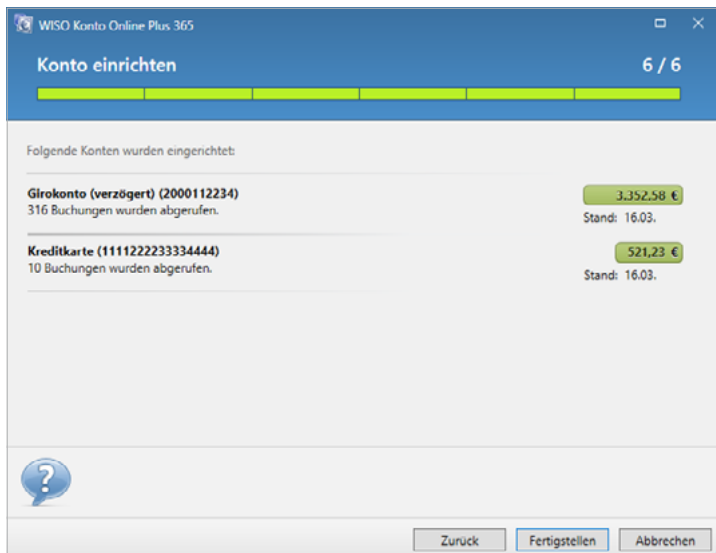 WISO Konto Online Plus 365
Konto einrichten 6 / 6
Folgende Konten wurden eingerichtet:
Girokonto (verzögert) (2000112234) 3.352,58 €
316 Buchungen wurden abgerufen. Stand: 16.03.
Kreditkarte (1111222233334444) 521,23 €
10 Buchungen wurden abgerufen. Stand: 16.03.
?
Zurück Fertigstellen Abbrechen